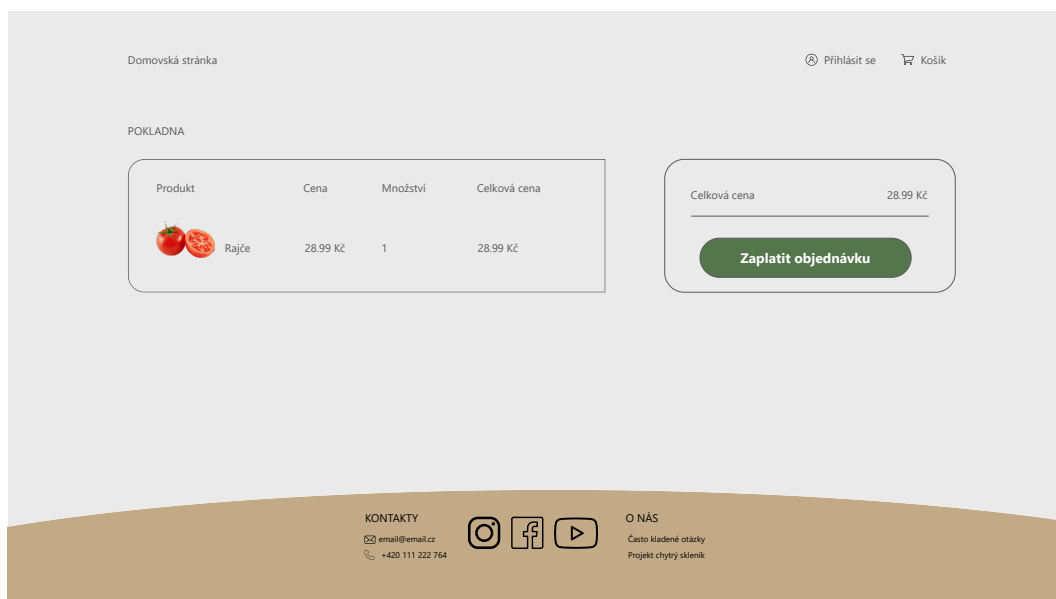 Domovská stránka
Přihlásit se
Košík
POKLADNA
Produkt Cena Množství Celková cena
Rajče 28.99 Kč 1 28.99 Kč
Celková cena 28.99 Kč
Zaplatit objednávku
KONTAKTY
email@email.cz
+420 111 222 764
O NÁS
Často kladené otázky
Projekt chytrý skleník